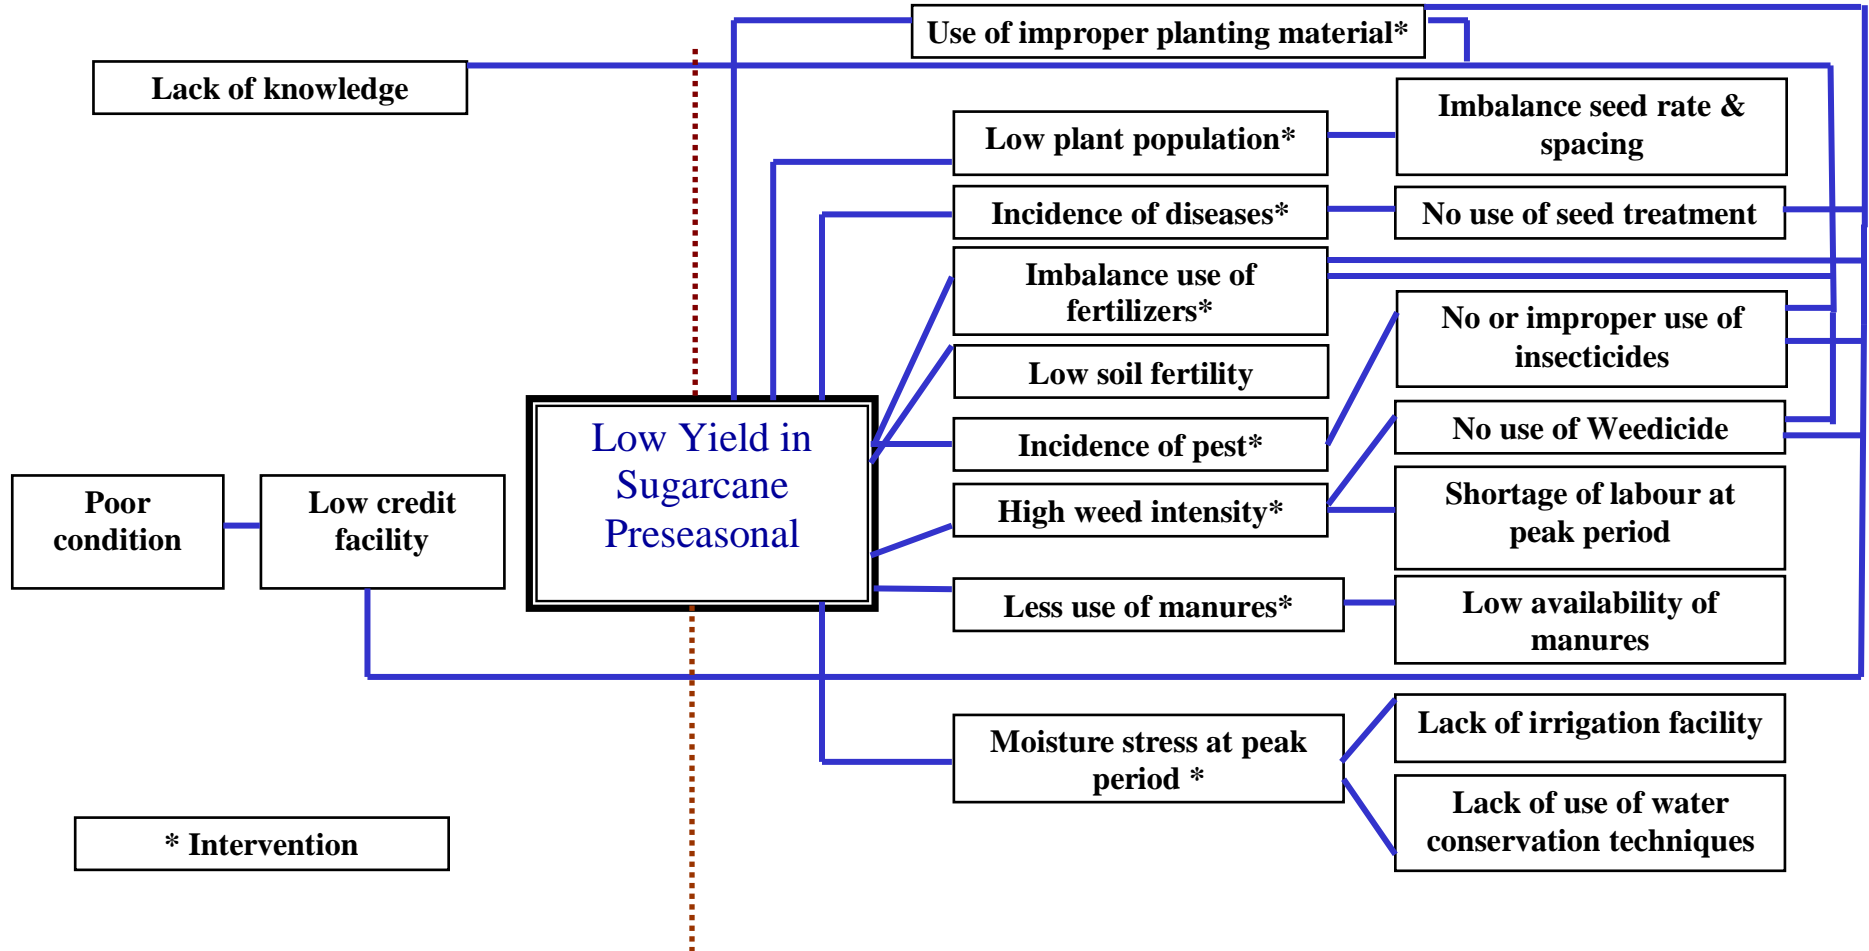 Use of improper planting material*
Lack of knowledge
Imbalance seed rate &
spacing
Low plant population*
Incidence of diseases*
No use of seed treatment
Imbalance use of
fertilizers*
No or improper use of
insecticides
Low soil fertility
Low Yield in
Sugarcane
Preseasonal
Incidence of pest*
No use of Weedicide
Poor
condition
Low credit
facility
High weed intensity*
Shortage of labour at
peak period
Less use of manures*
Low availability of
manures
Moisture stress at peak
period *
Lack of irrigation facility
Lack of use of water
conservation techniques
* Intervention